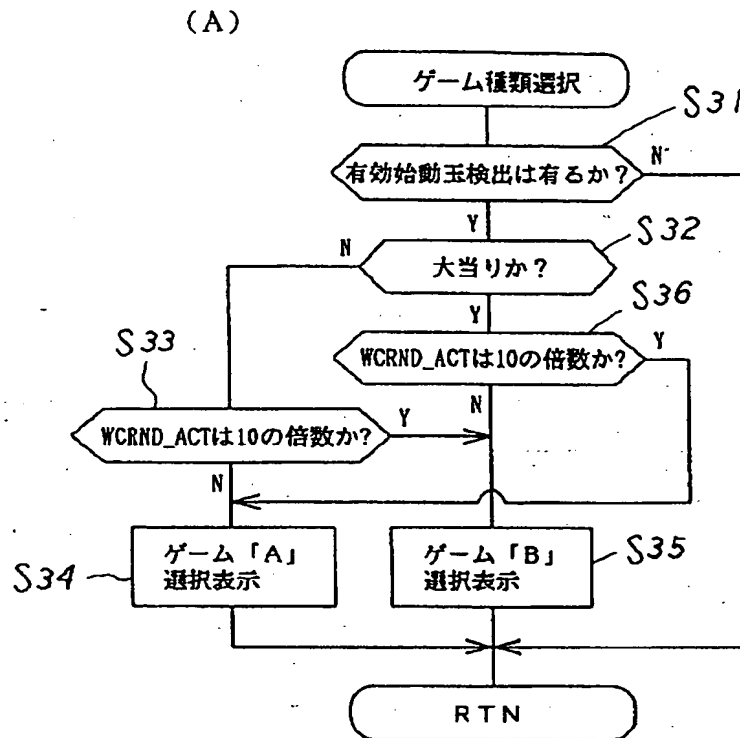 (A)
ゲーム種類選択
S31
有効始動玉検出は有るか?
N
Y
S32
N
大当りか?
Y
S36
WCRND_ACTは10の倍数か?
Y
N
S33
WCRND_ACTは10の倍数か?
Y
N
S34
ゲーム「A」
選択表示
ゲーム「B」
選択表示
S35
RTN